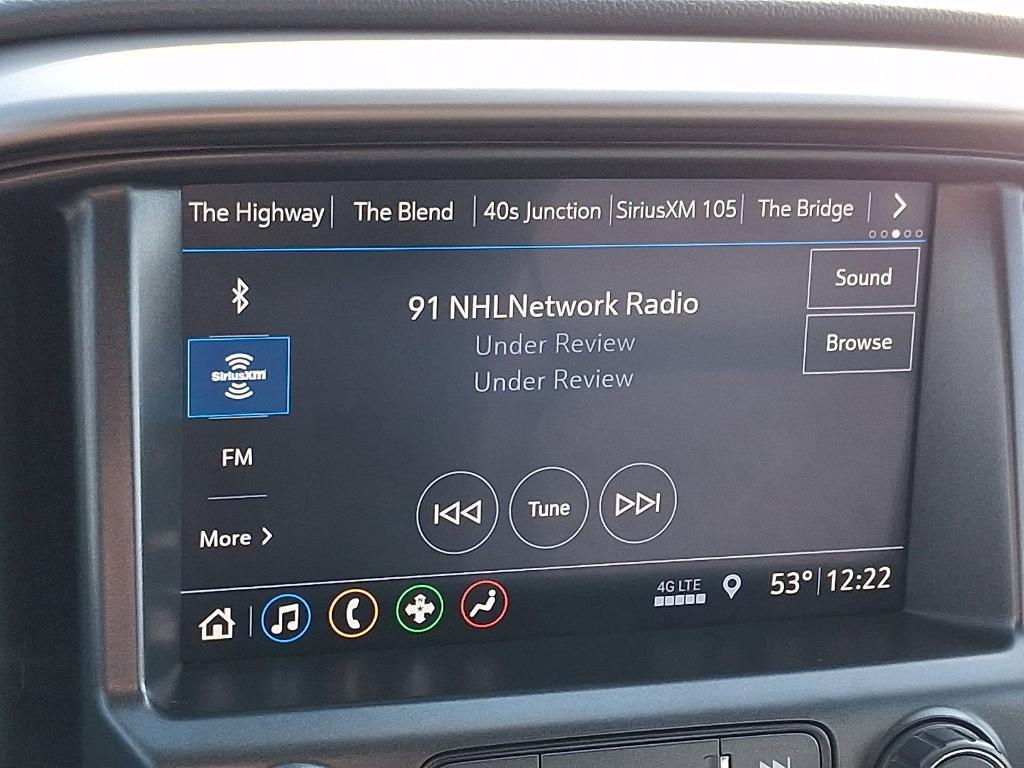 The Highway The Blend 40s Junction SiriusXM 105 The Bridge
Sound
91 NHLNetwork Radio
Under Review
Browse
Under Review
SiriusXM
FM
Tune
More
4G LTE
53° 12:22